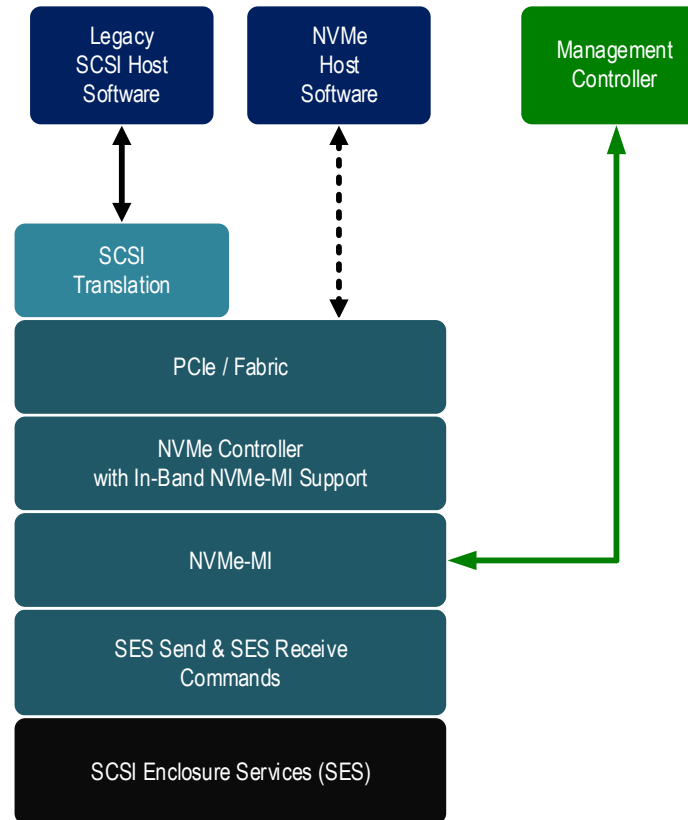 Legacy
SCSI Host
Software
NVMe
Host
Software
Management
Controller
SCSI
Translation
PCIe / Fabric
NVMe Controller
with In-Band NVMe-MI Support
NVMe-MI
SES Send & SES Receive
Commands
SCSI Enclosure Services (SES)